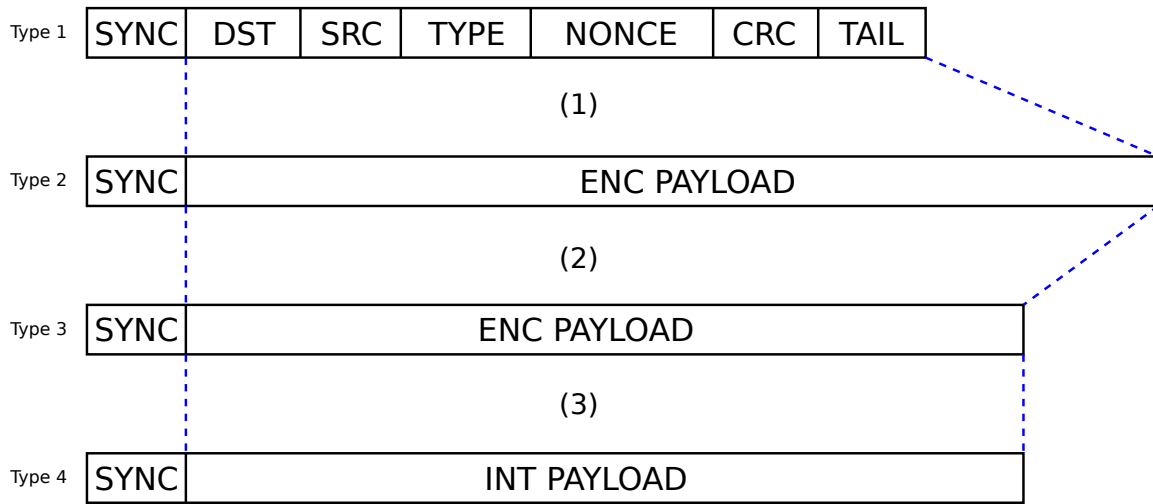 Type 1 SYNC DST SRC TYPE NONCE CRC TAIL
(1)
Type 2 SYNC ENC PAYLOAD
(2)
Type 3 SYNC ENC PAYLOAD
(3)
Type 4 SYNC INT PAYLOAD